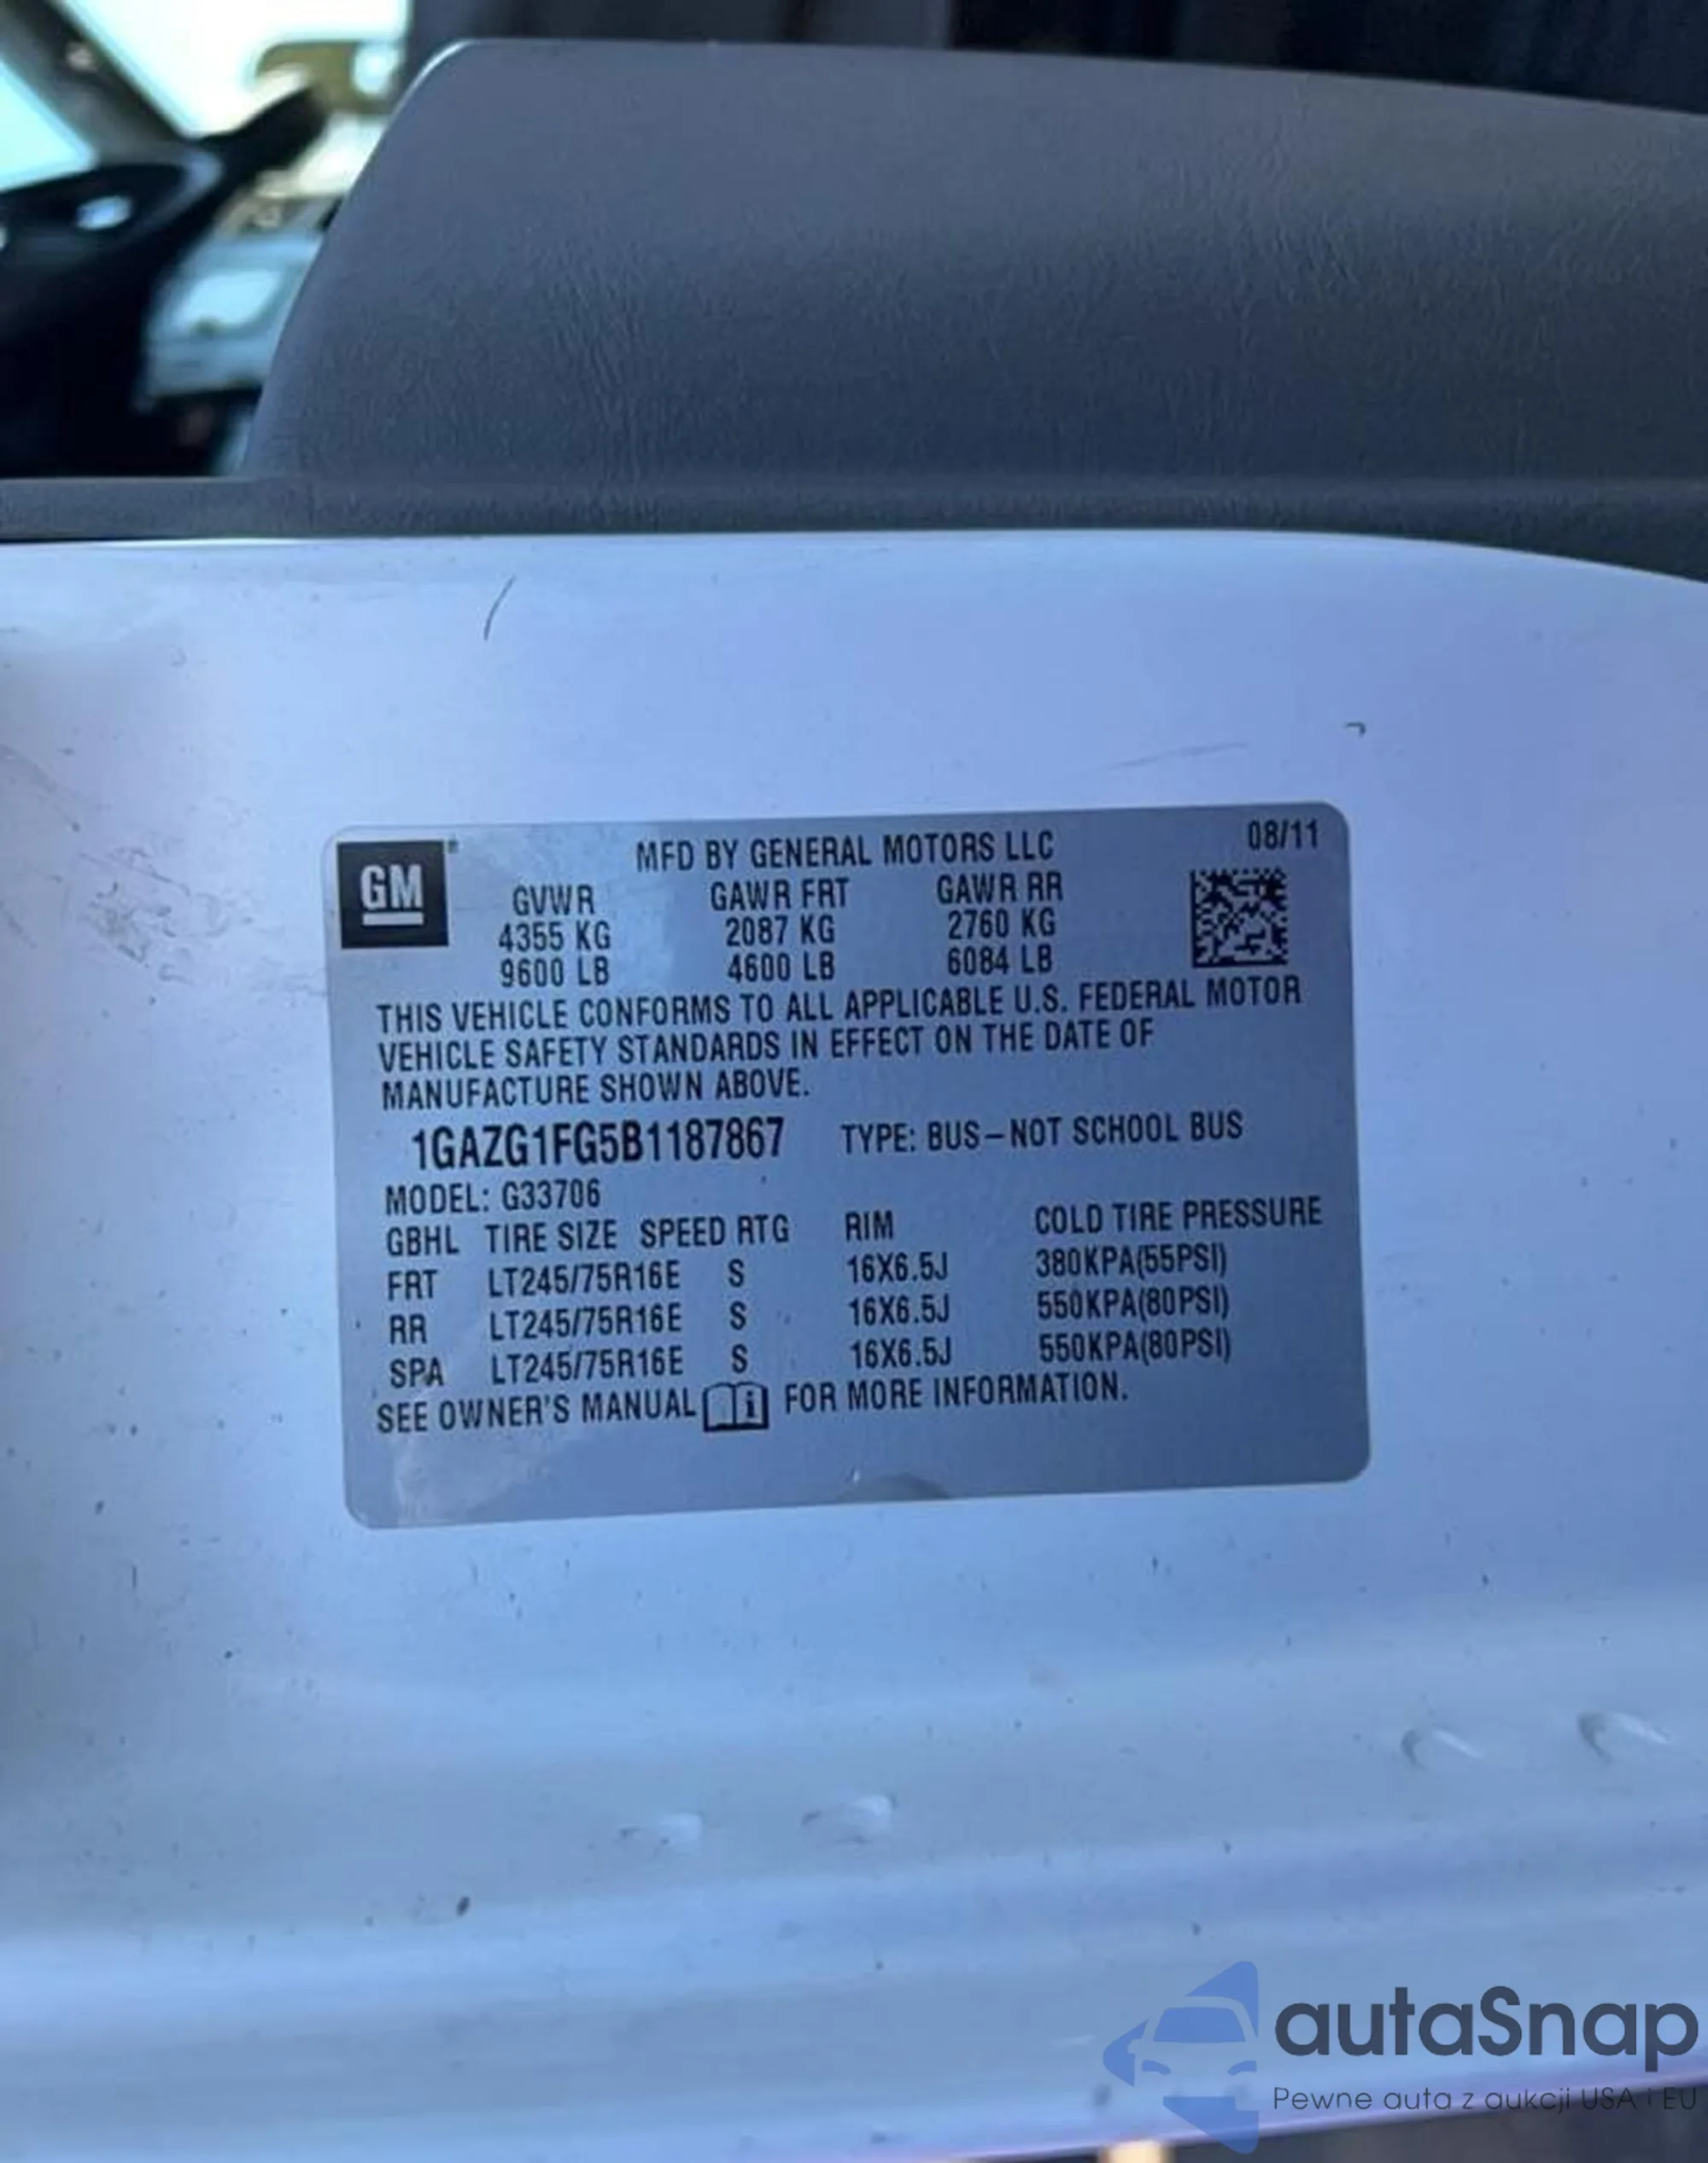 GM
MFD BY GENERAL MOTORS LLC 08/11
GVWR GAWR FRT GAWR RR
4355 KG 2087 KG 2760 KG
9600 LB 4600 LB 6084 LB
THIS VEHICLE CONFORMS TO ALL APPLICABLE U.S. FEDERAL MOTOR
VEHICLE SAFETY STANDARDS IN EFFECT ON THE DATE OF
MANUFACTURE SHOWN ABOVE.
1GAZG1FG5B1187867 TYPE: BUS-NOT SCHOOL BUS
MODEL: G33706
GBHL TIRE SIZE SPEED RTG RIM COLD TIRE PRESSURE
FRT LT245/75R16E S 16X6.5J 380KPA(55PSI)
RR LT245/75R16E S 16X6.5J 550KPA(80PSI)
SPA LT245/75R16E S 16X6.5J 550KPA(80PSI)
SEE OWNER'S MANUAL i FOR MORE INFORMATION.
autaSnap
Pewne auta z aukcji USA i EU